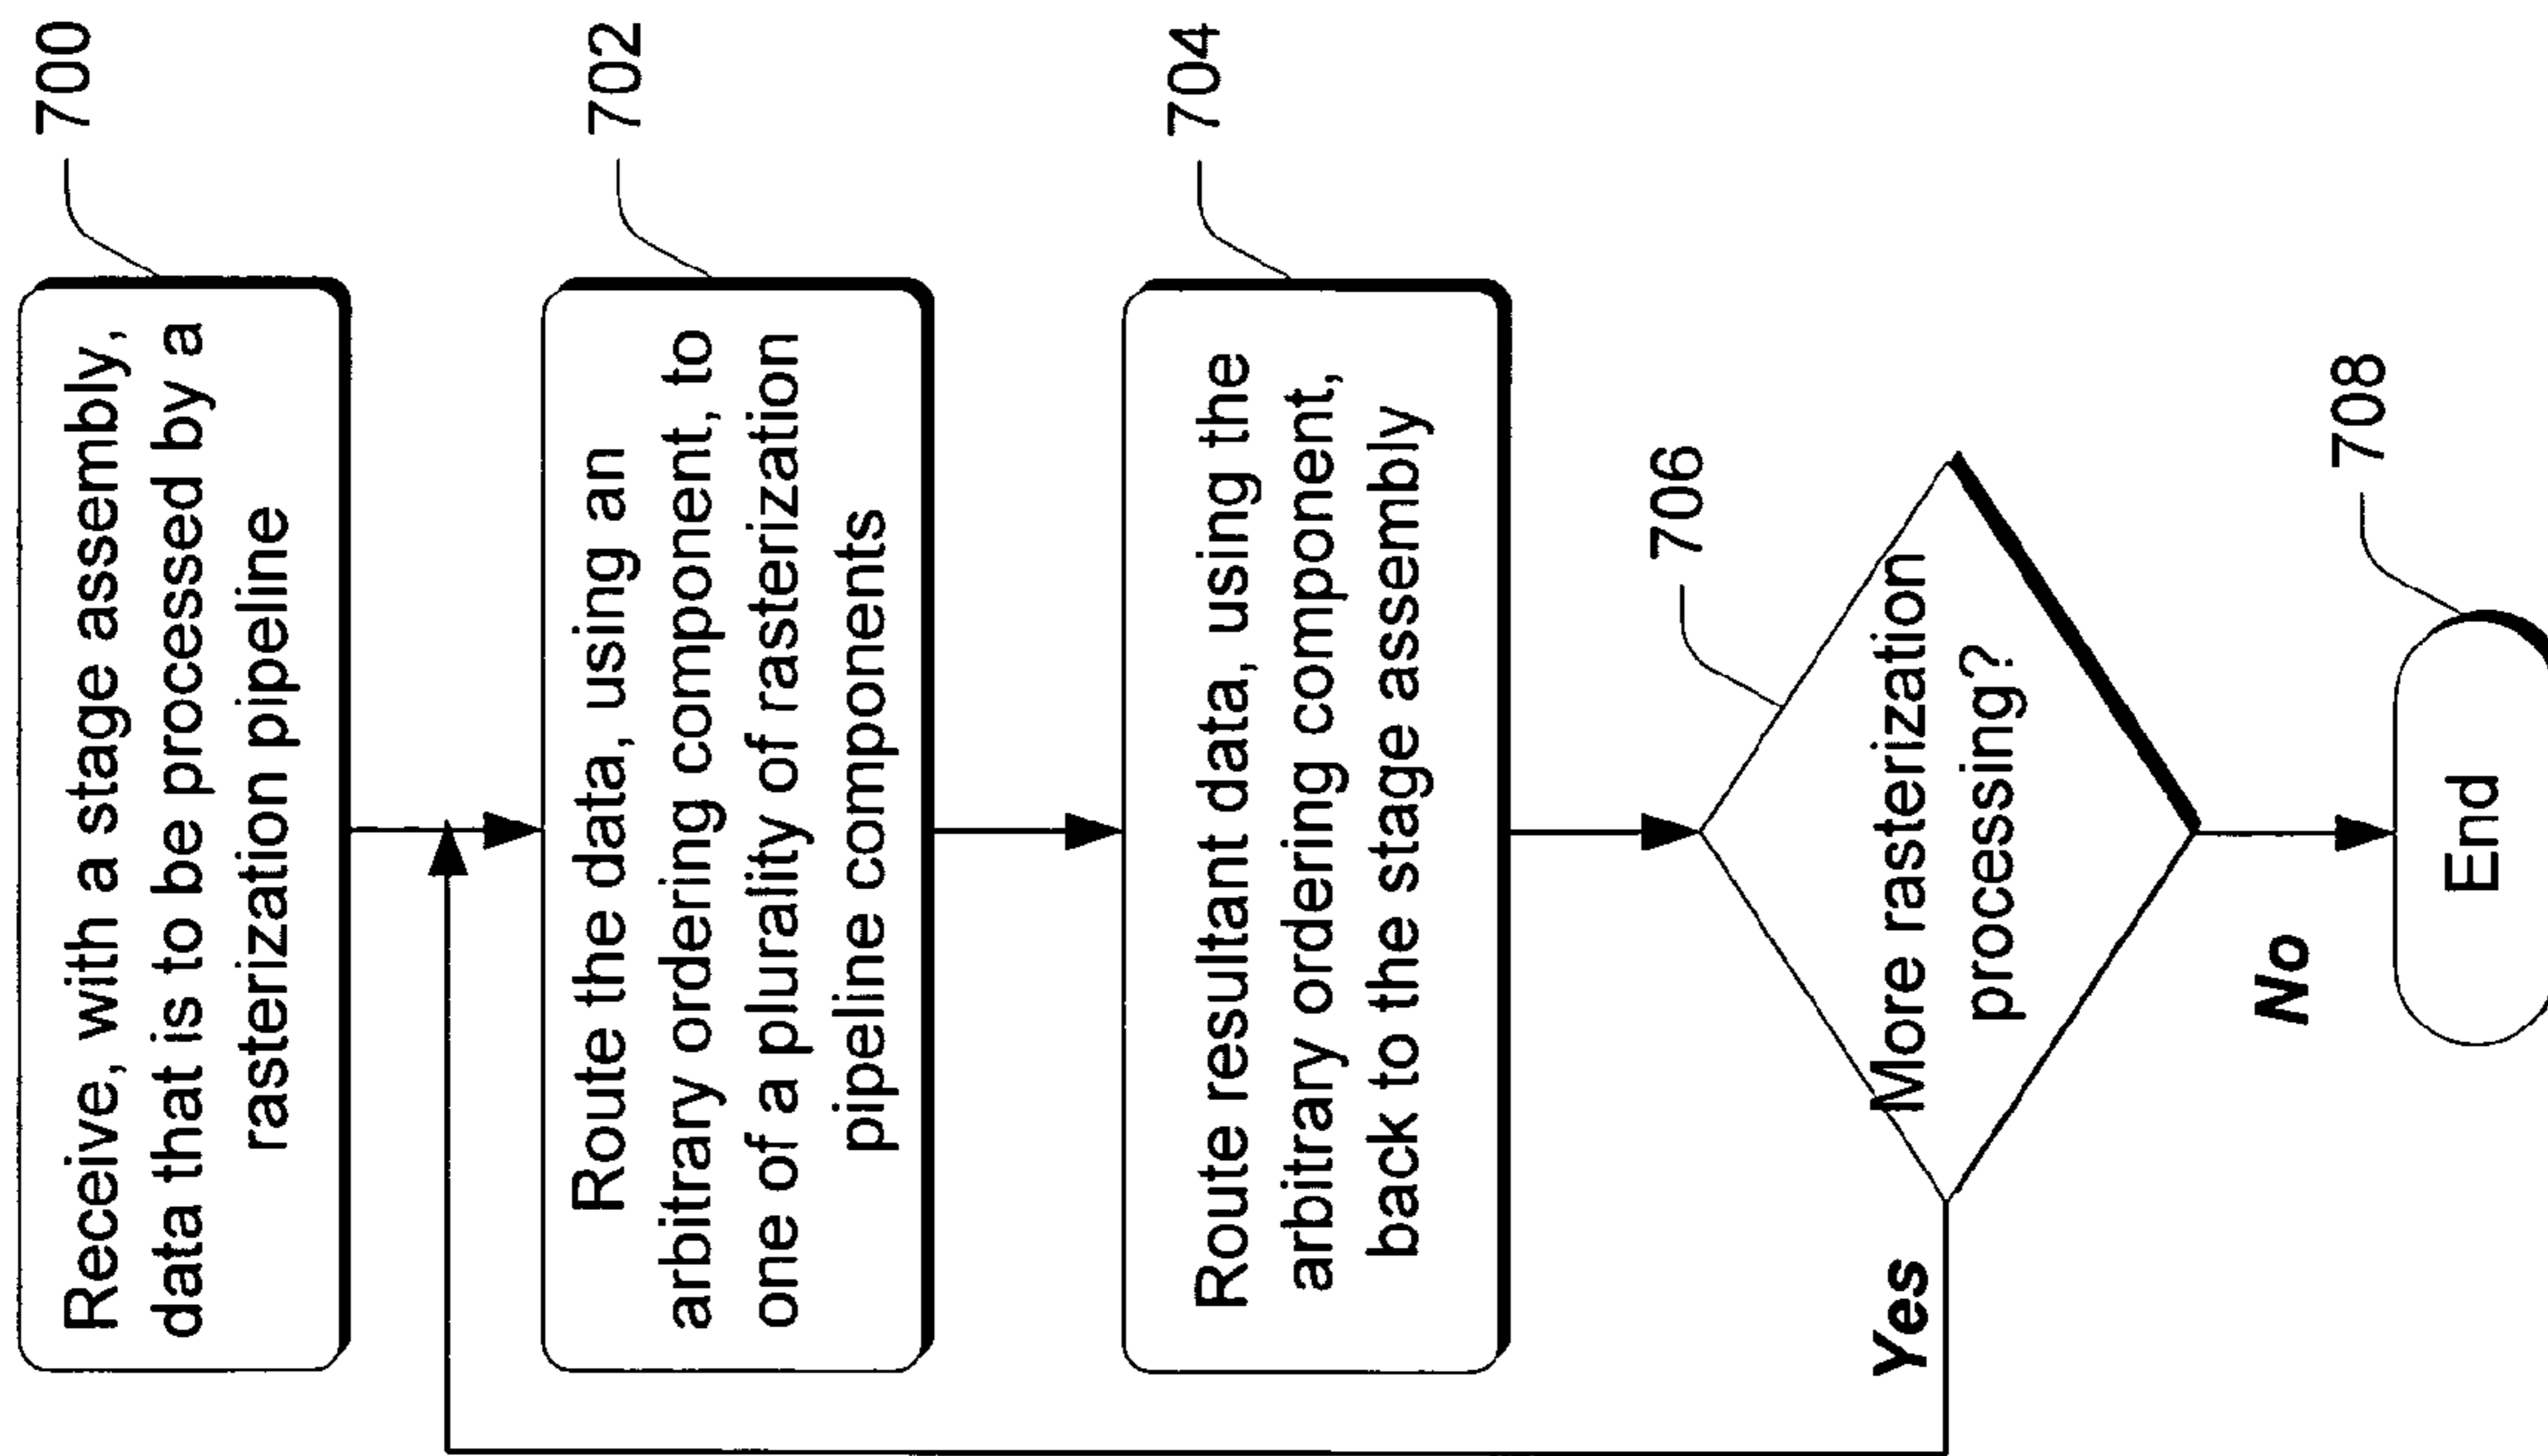 700
Receive, with a stage assembly,
data that is to be processed by a
rasterization pipeline
702
Route the data, using an
arbitrary ordering component, to
one of a plurality of rasterization
pipeline components
704
Route resultant data, using the
arbitrary ordering component,
back to the stage assembly
706
More rasterization
processing?
Yes
No
708
End